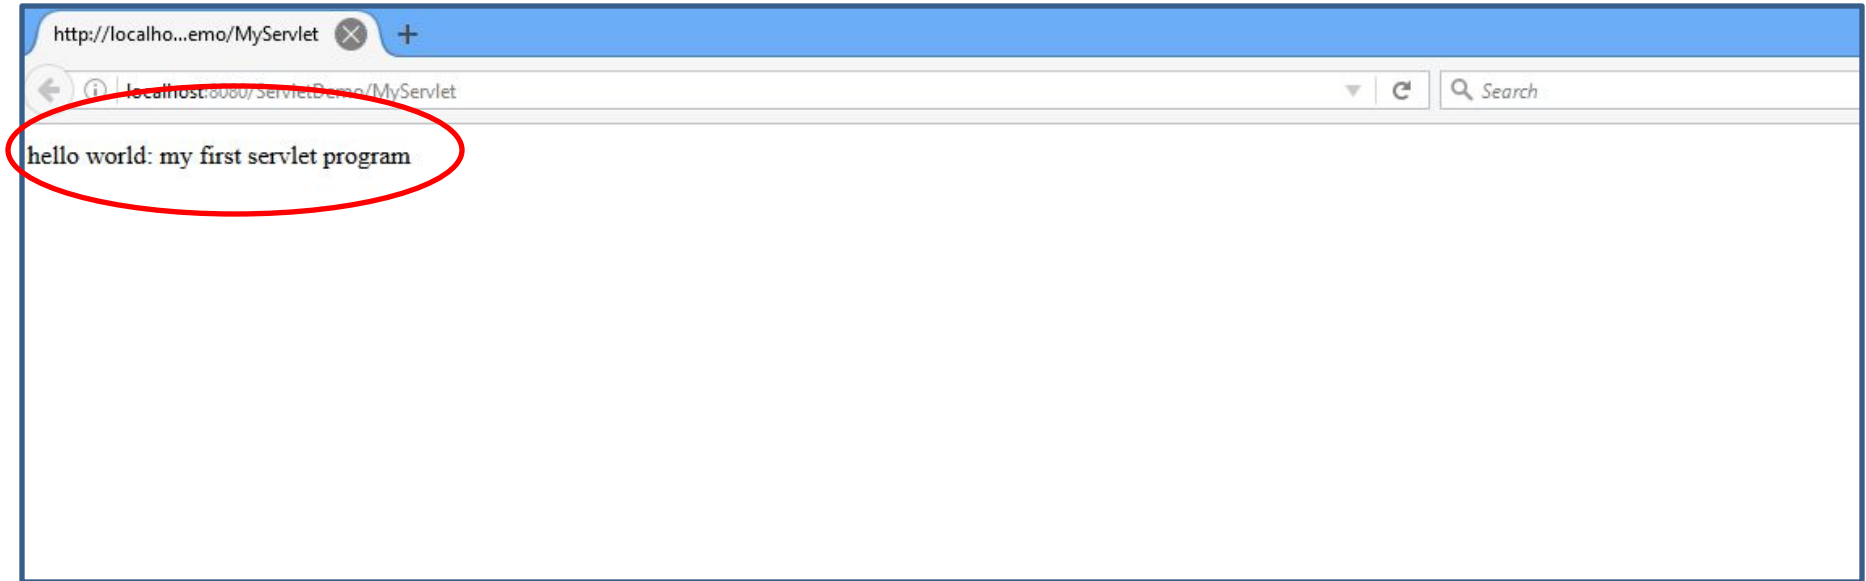 http://localho...emo/MyServlet
localhost:8080/ServletDemo/MyServlet
Search
hello world: my first servlet program